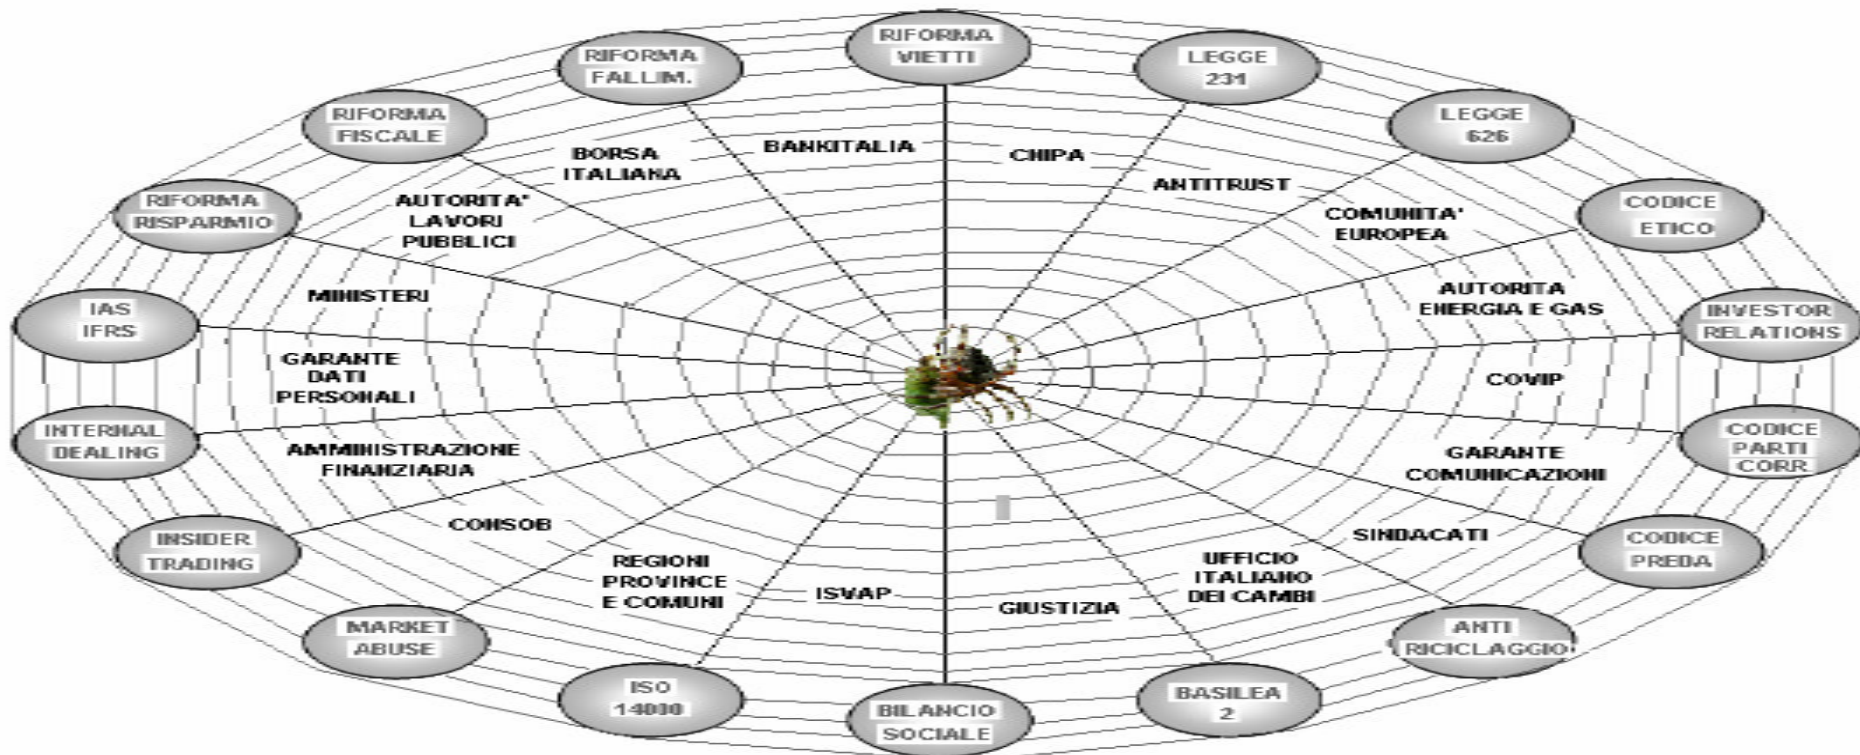 RIFORMA
VIETTI
RIFORMA
FALLIM.
LEGGE
231
RIFORMA
FISCALE
LEGGE
626
BORSA
ITALIANA
BANKITALIA
CNIPA
ANTITRUST
RIFORMA
RISPARMIO
AUTORITA'
LAVORI
PUBBLICI
COMUNITA'
EUROPEA
CODICE
ETICO
MINISTERI
AUTORITA
ENERGIA E GAS
IAS
IFRS
INVESTOR
RELATIONS
GARANTE
DATI
PERSONALI
COVIP
INTERNAL
DEALING
AMMINISTRAZIONE
FINANZIARIA
GARANTE
COMUNICAZIONI
CODICE
PARTI
CORR.
INSIDER
TRADING
CONSOB
SINDACATI
CODICE
PREDA
REGIONI
PROVINCE
E COMUNI
ISVAP
GIUSTIZIA
UFFICIO
ITALIANO
DEI CAMBI
MARKET
ABUSE
ANTI
RICICLAGGIO
ISO
14000
BILANCIO
SOCIALE
BASILEA
2